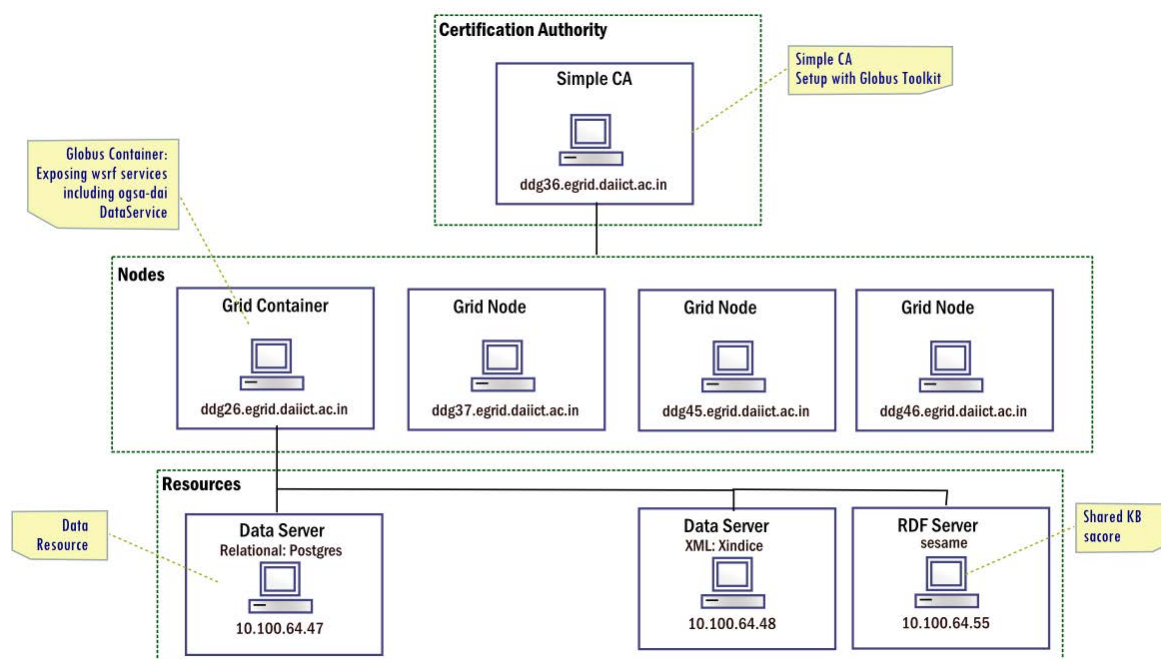 Certification Authority
Simple CA
ddg36.egrid.daiict.ac.in
Simple CA
Setup with Globus Toolkit
Globus Container:
Exposing wsrf services
including ogsa-dai
DataService
Nodes
Grid Container
ddg26.egrid.daiict.ac.in
Grid Node
ddg37.egrid.daiict.ac.in
Grid Node
ddg45.egrid.daiict.ac.in
Grid Node
ddg46.egrid.daiict.ac.in
Resources
Data
Resource
Data Server
Relational: Postgres
10.100.64.47
Data Server
XML: Xindice
10.100.64.48
RDF Server
sesame
10.100.64.55
Shared KB
sacore